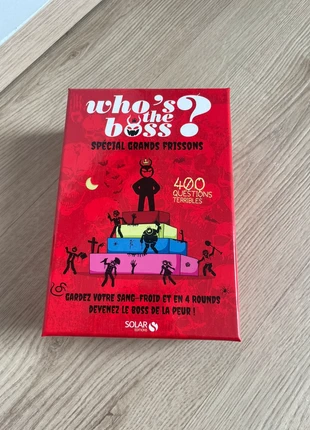 who's
the
boss?
SPÉCIAL GRANDS FRISSONS
400
QUESTIONS
TERRIBLES
GARDEZ VOTRE SANG-FROID ET EN 4 ROUNDS
DEVENEZ LE BOSS DE LA PEUR !
SOLAR S
ÉDITIONS